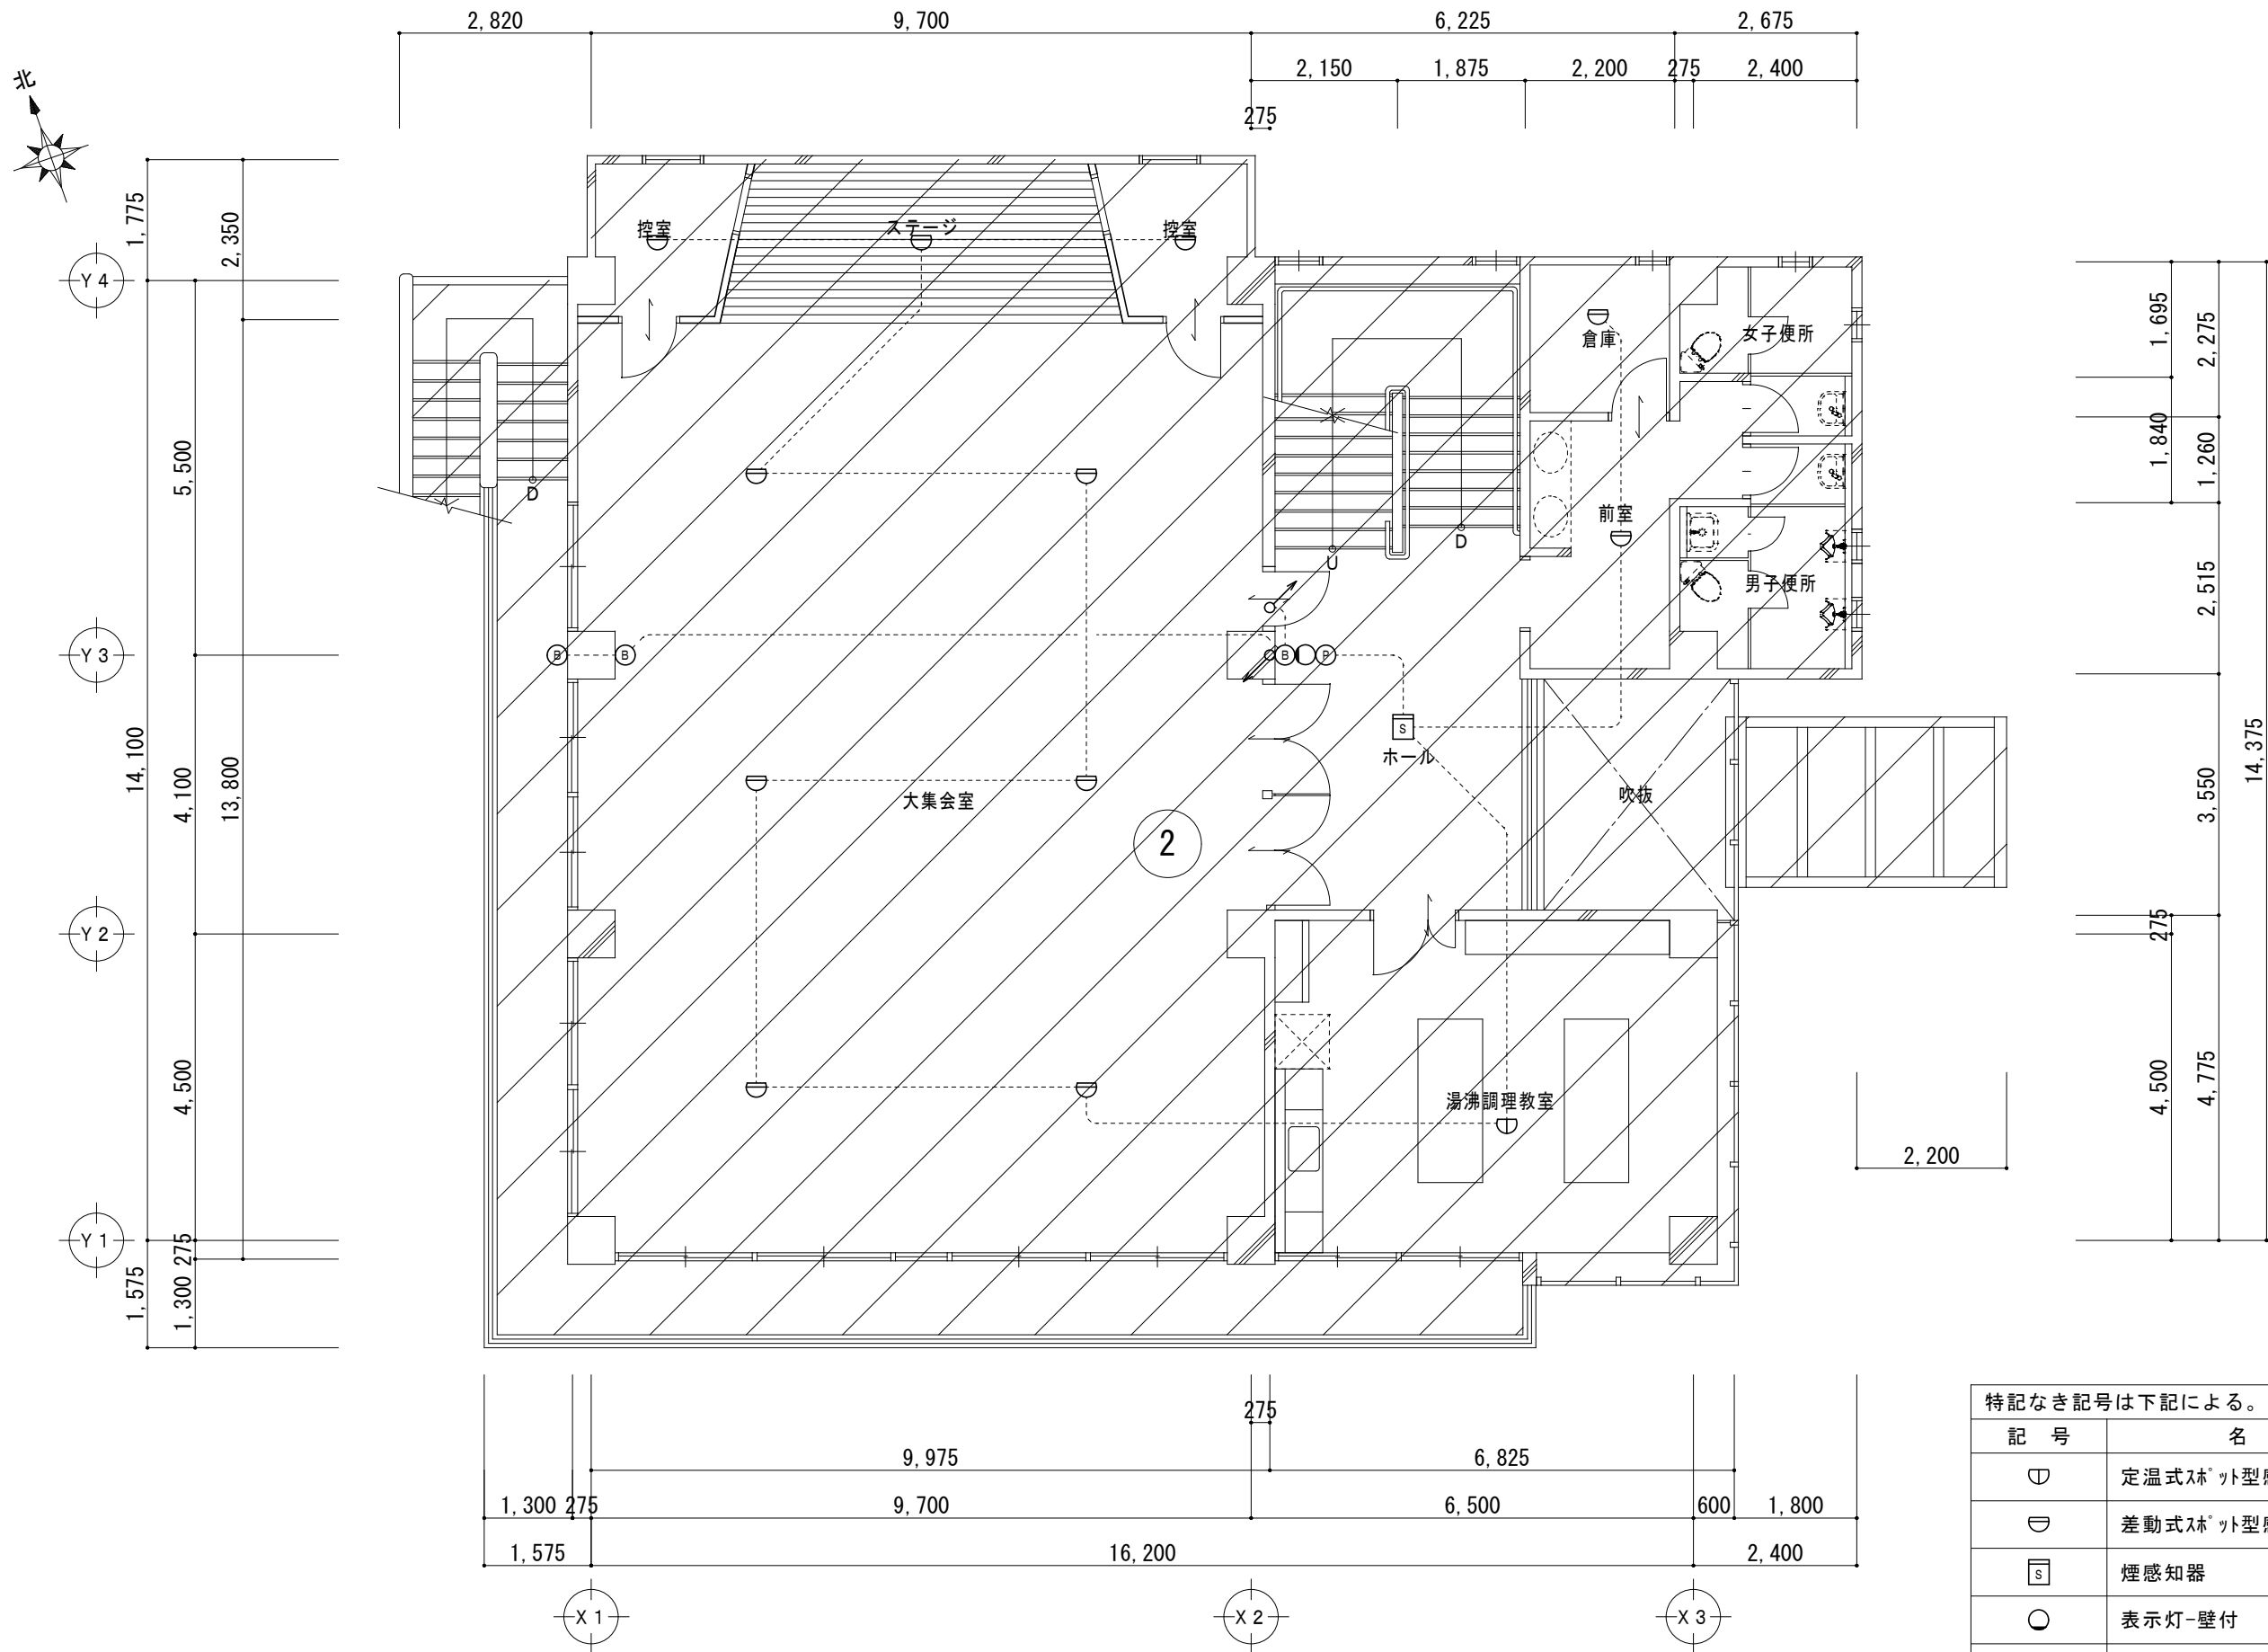 2,820
9,700
6,225
2,675
2,150
1,875
2,200
275
2,400
275
北
1,775
2,350
控室
ステージ
控室
Y4
倉庫
女子便所
1,695
2,275
5,500
1,840
1,260
D
前室
U
D
男子便所
2,515
Y3
B
B
B
P
S
ホール
14,100
4,100
13,800
大集会室
2
吹抜
3,550
14,375
Y2
275
4,500
湯沸調理教室
4,500
4,775
2,200
Y1
275
1,575
1,300
275
9,975
6,825
1,300
275
9,700
6,500
600
1,800
1,575
16,200
2,400
X1
X2
X3
特記なき記号は下記による。
記 号
名
定温式ｽﾎﾟｯﾄ型感
差動式ｽﾎﾟｯﾄ型感
S
煙感知器
表示灯-壁付